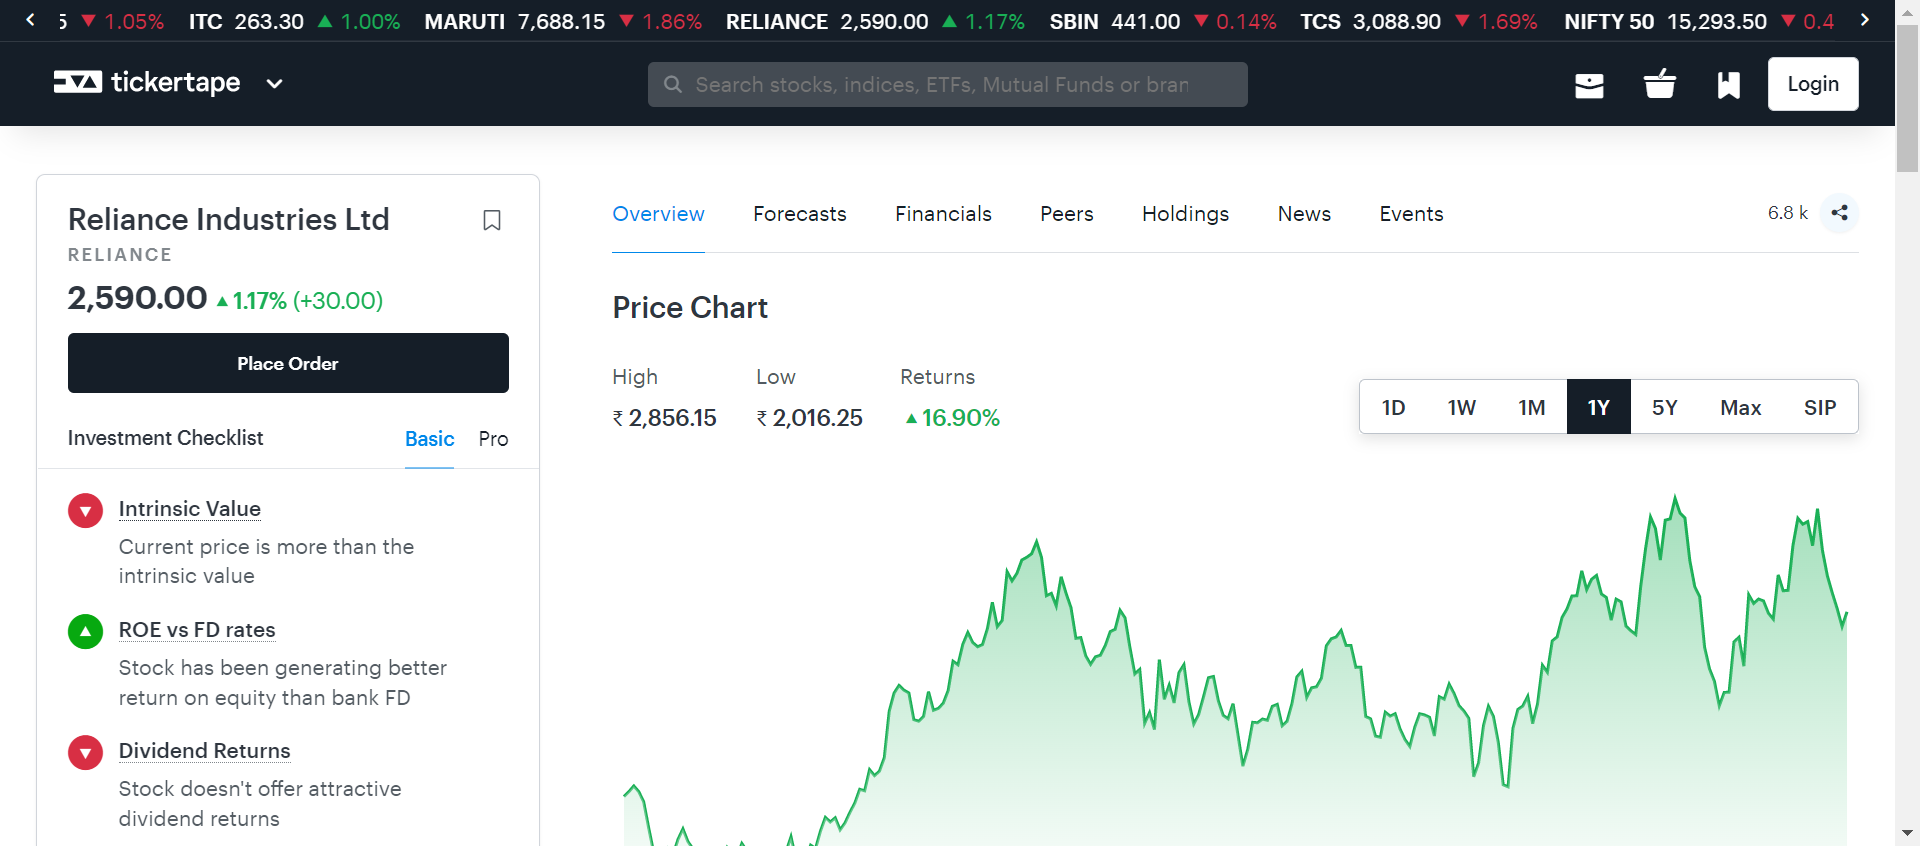 5 ▼ 1.05% ITC 263.30 ▲ 1.00% MARUTI 7,688.15 ▼ 1.86% RELIANCE 2,590.00 ▲ 1.17% SBIN 441.00 ▼ 0.14% TCS 3,088.90 ▼ 1.69% NIFTY 50 15,293.50 ▼ 0.4
tickertape
Search stocks, indices, ETFs, Mutual Funds or bran
Login
Reliance Industries Ltd
RELIANCE
2,590.00 ▲ 1.17% (+30.00)
Place Order
Investment Checklist Basic Pro
Intrinsic Value
Current price is more than the
intrinsic value
ROE vs FD rates
Stock has been generating better
return on equity than bank FD
Dividend Returns
Stock doesn't offer attractive
dividend returns
Overview Forecasts Financials Peers Holdings News Events 6.8 k
Price Chart
High Low Returns
₹ 2,856.15 ₹ 2,016.25 ▲ 16.90%
1D 1W 1M 1Y 5Y Max SIP